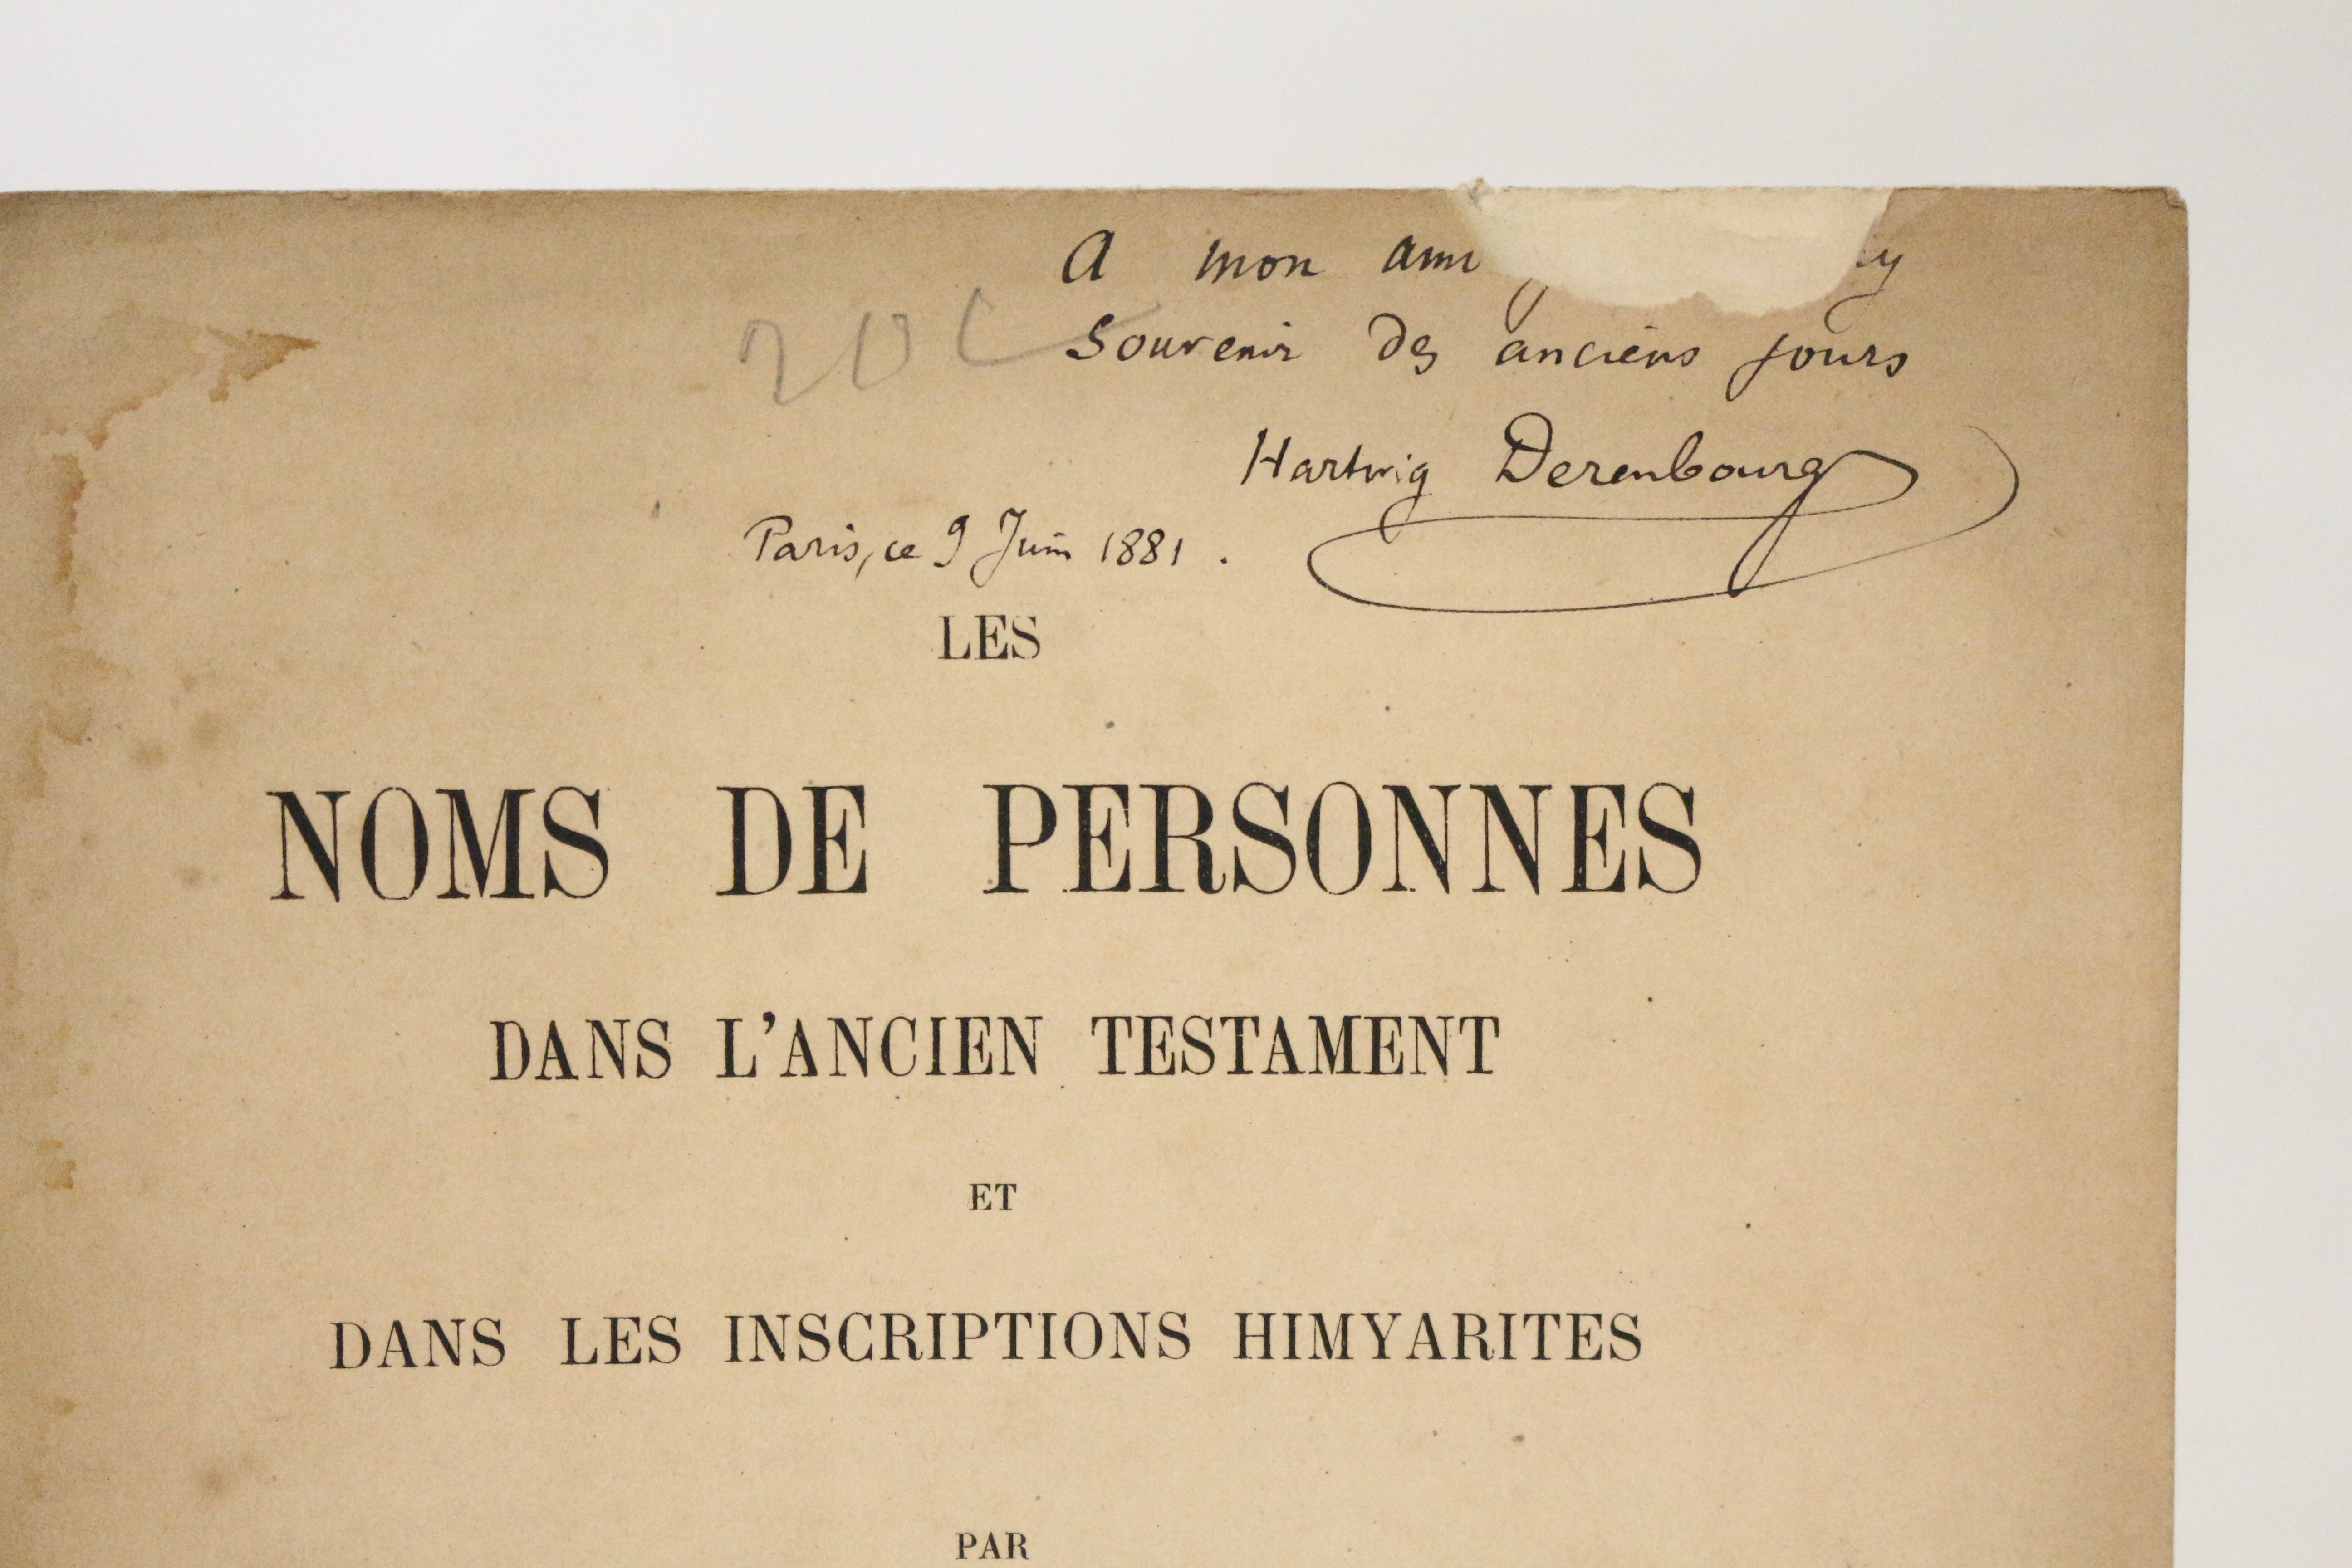 A mon ami
Souvenir des anciens jours
Hartwig Derenbourg
Paris, ce 9 Juin 1881.
LES
NOMS DE PERSONNES
DANS L'ANCIEN TESTAMENT
ET
DANS LES INSCRIPTIONS HIMYARITES
PAR